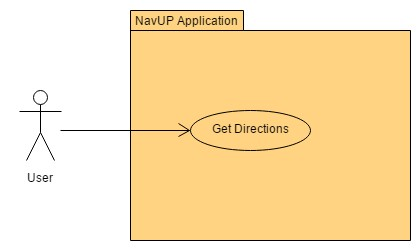 NavUP Application
Get Directions
User